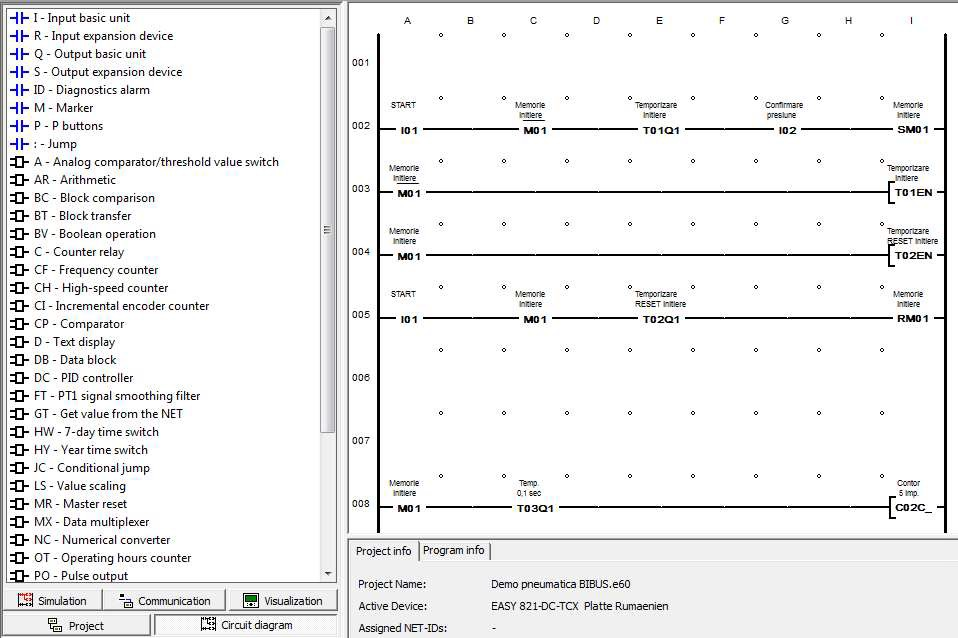 I - Input basic unit
R - Input expansion device
Q - Output basic unit
S - Output expansion device
ID - Diagnostics alarm
M - Marker
P - P buttons
: - Jump
A - Analog comparator/threshold value switch
AR - Arithmetic
BC - Block comparison
BT - Block transfer
BV - Boolean operation
C - Counter relay
CF - Frequency counter
CH - High-speed counter
CI - Incremental encoder counter
CP - Comparator
D - Text display
DB - Data block
DC - PID controller
FT - PT1 signal smoothing filter
GT - Get value from the NET
HW - 7-day time switch
HY - Year time switch
JC - Conditional jump
LS - Value scaling
MR - Master reset
MX - Data multiplexer
NC - Numerical converter
OT - Operating hours counter
PO - Pulse output
Simulation Communication Visualization
Project Circuit diagram
A B C D E F G H I
001
START Memorie Temporizare Confirmare Memorie
Initiere Initiere presiune Initiere
002 I01 M01 T01Q1 I02 SM01
Memorie Temporizare
Initiere Initiere
003 M01 T01EN
Memorie Temporizare
Initiere RESET Initiere
004 M01 T02EN
START Memorie Temporizare Memorie
Initiere RESET Initiere Initiere
005 I01 M01 T02Q1 RM01
006
007
Memorie Temp. Contor
Initiere 0,1 sec 5 Imp.
008 M01 T03Q1 C02C_
Project info Program info
Project Name: Demo pneumatica BIBUS.e60
Active Device: EASY 821-DC-TCX Platte Rumaenien
Assigned NET-IDs: -